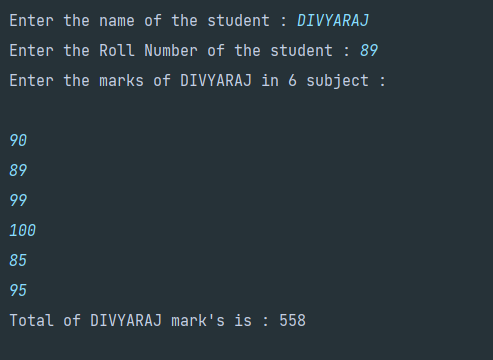 Enter the name of the student : DIVYARAJ
Enter the Roll Number of the student : 89
Enter the marks of DIVYARAJ in 6 subject :
90
89
99
100
85
95
Total of DIVYARAJ mark's is : 558